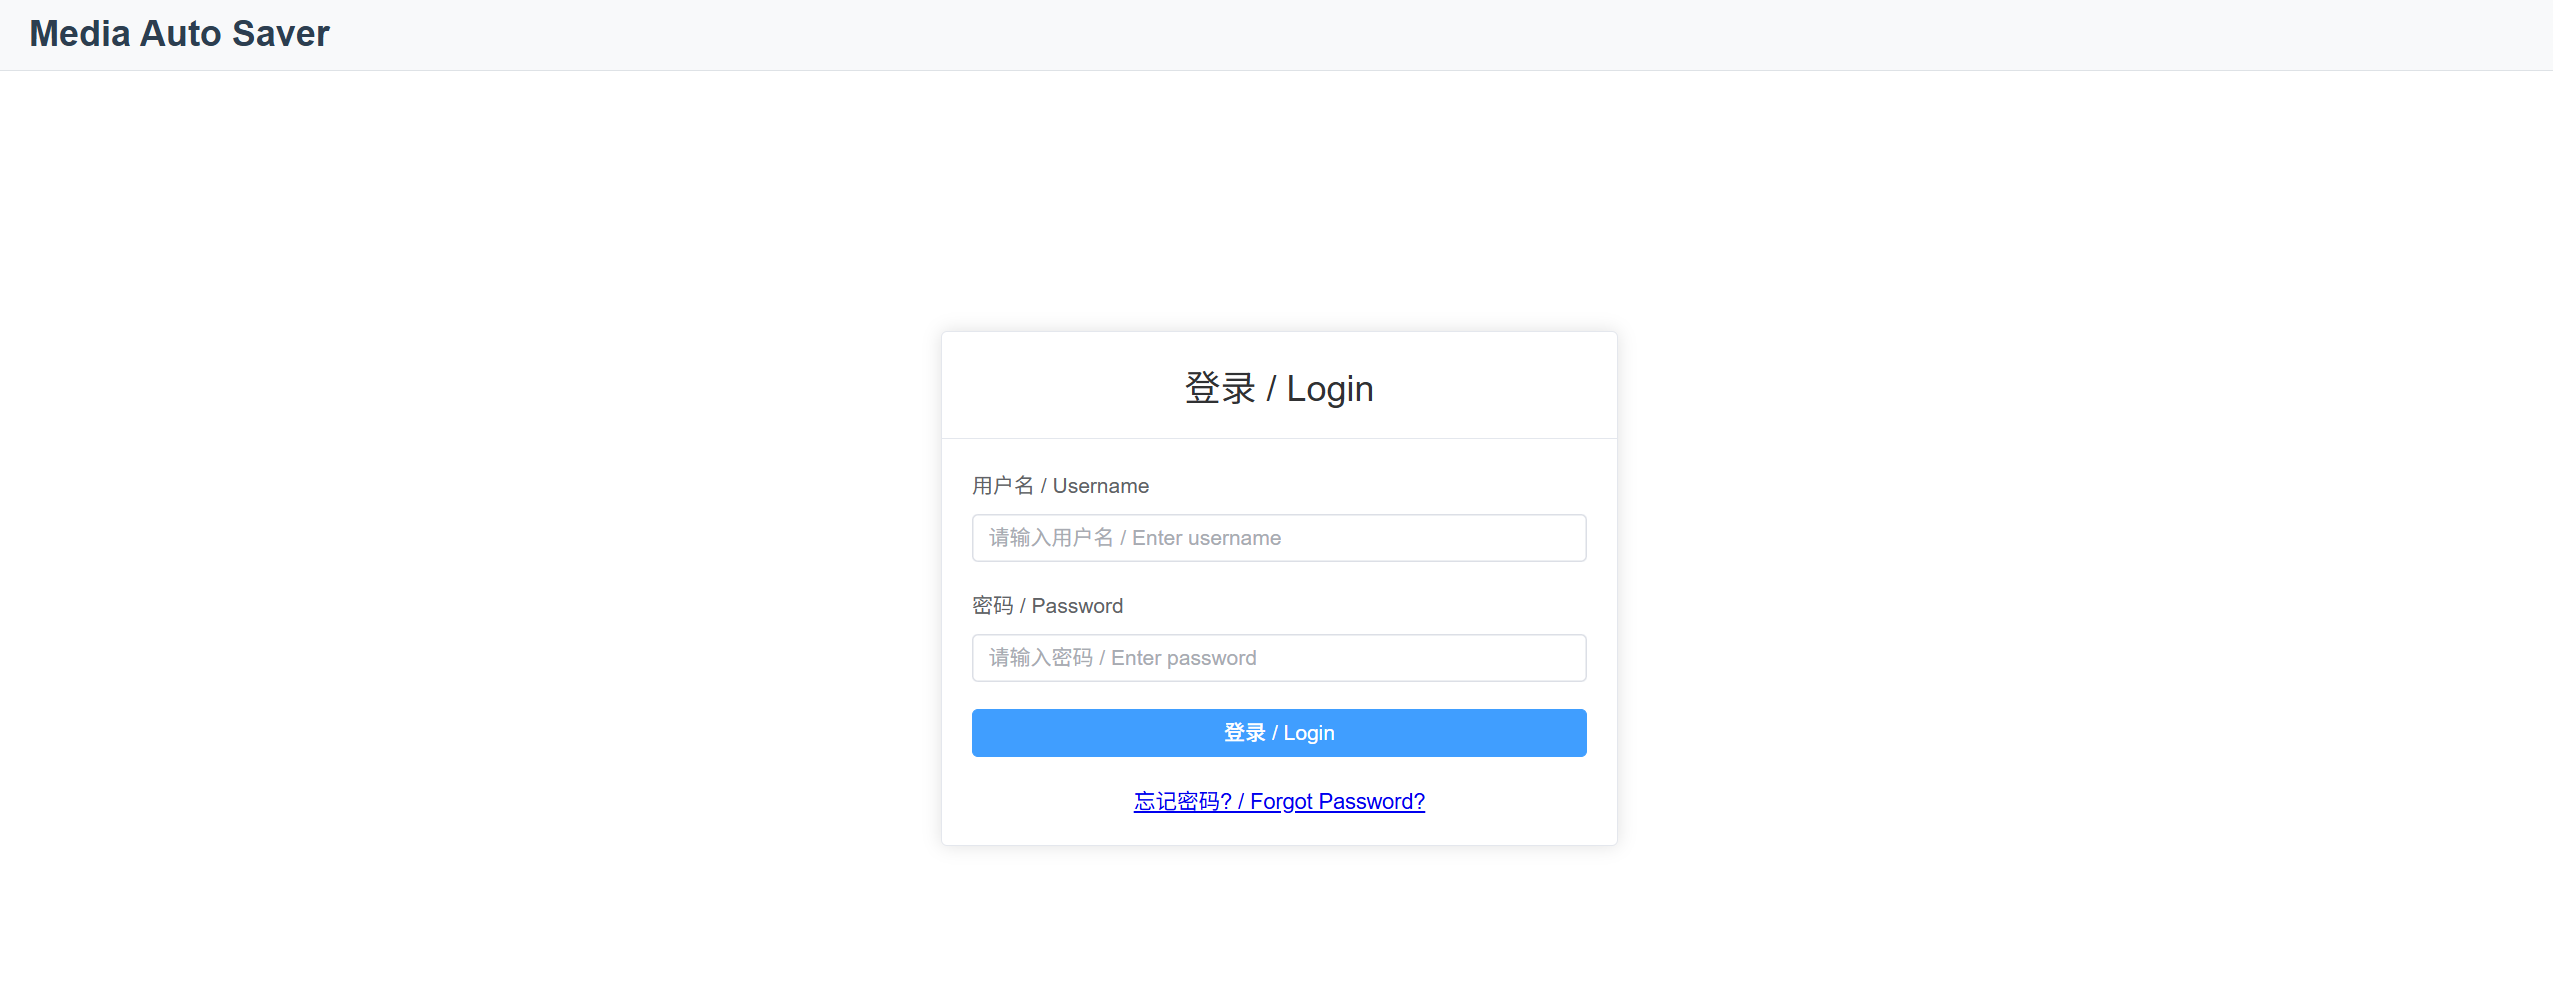 Media Auto Saver
登录 / Login
用户名 / Username
请输入用户名 / Enter username
密码 / Password
请输入密码 / Enter password
登录 / Login
忘记密码? / Forgot Password?